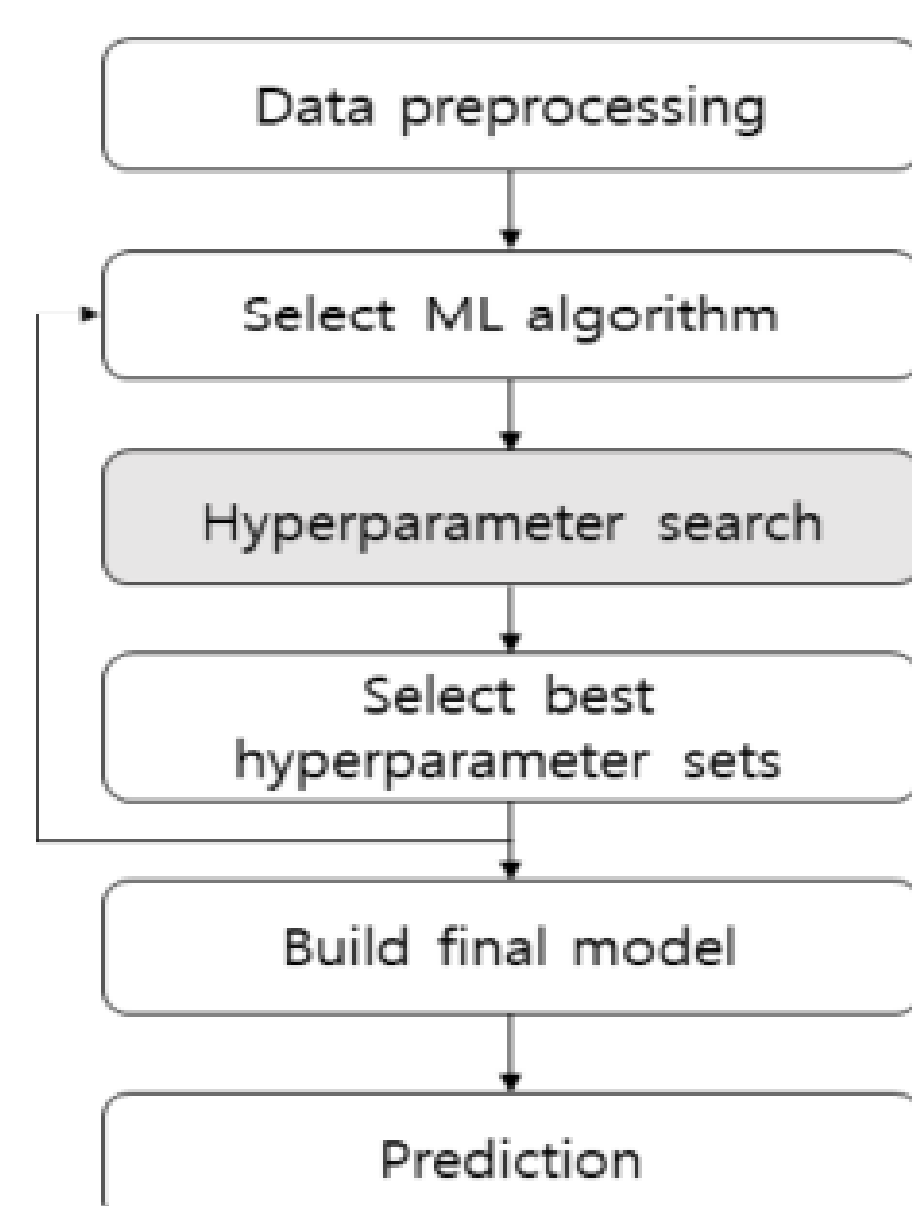 Data preprocessing
Select ML algorithm
Hyperparameter search
Select best
hyperparameter sets
Build final model
Prediction